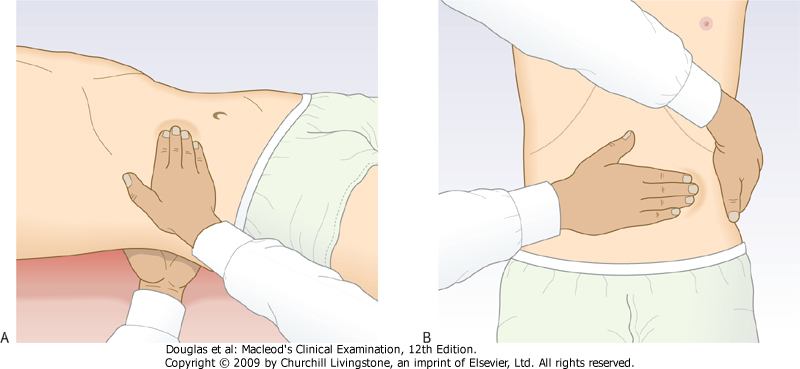 A
B
Douglas et al: Macleod's Clinical Examination, 12th Edition.
Copyright © 2009 by Churchill Livingstone, an imprint of Elsevier, Ltd. All rights reserved.